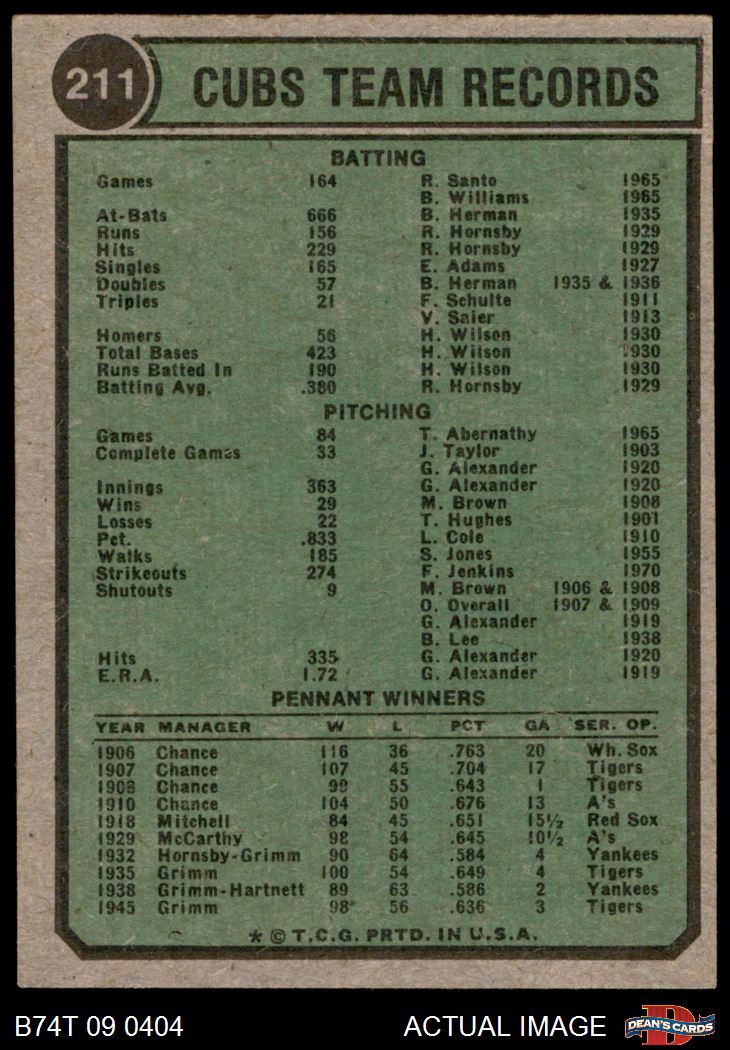 211 CUBS TEAM RECORDS
BATTING
Games 164 R. Santo 1965
B. Williams 1965
At-Bats 666 B. Herman 1935
Runs 156 R. Hornsby 1929
Hits 229 R. Hornsby 1929
Singles 165 E. Adams 1927
Doubles 57 B. Herman 1935 & 1936
Triples 21 F. Schulte 1911
V. Saier 1913
Homers 56 H. Wilson 1930
Total Bases 423 H. Wilson 1930
Runs Batted In 190 H. Wilson 1930
Batting Avg. .380 R. Hornsby 1929
PITCHING
Games 84 T. Abernathy 1965
Complete Games 33 J. Taylor 1903
G. Alexander 1920
Innings 363 G. Alexander 1920
Wins 29 M. Brown 1908
Losses 22 T. Hughes 1901
Pct. .833 L. Cole 1910
Walks 185 S. Jones 1955
Strikeouts 274 F. Jenkins 1970
Shutouts 9 M. Brown 1906 & 1908
O. Overall 1907 & 1909
G. Alexander 1919
B. Lee 1938
Hits 335 G. Alexander 1920
E.R.A. 1.72 G. Alexander 1919
PENNANT WINNERS
YEAR MANAGER W L PCT GA SER. OP.
1906 Chance 116 36 .763 20 Wh. Sox
1907 Chance 107 45 .704 17 Tigers
1908 Chance 99 55 .643 1 Tigers
1910 Chance 104 50 .676 13 A's
1918 Mitchell 84 45 .651 15½ Red Sox
1929 McCarthy 98 54 .645 10½ A's
1932 Hornsby-Grimm 90 64 .584 4 Yankees
1935 Grimm 100 54 .649 4 Tigers
1938 Grimm-Hartnett 89 63 .586 2 Yankees
1945 Grimm 98 56 .636 3 Tigers
* © T.C.G. PRTD. IN U.S.A.
B74T 09 0404 ACTUAL IMAGE D DEAN'S CARDS